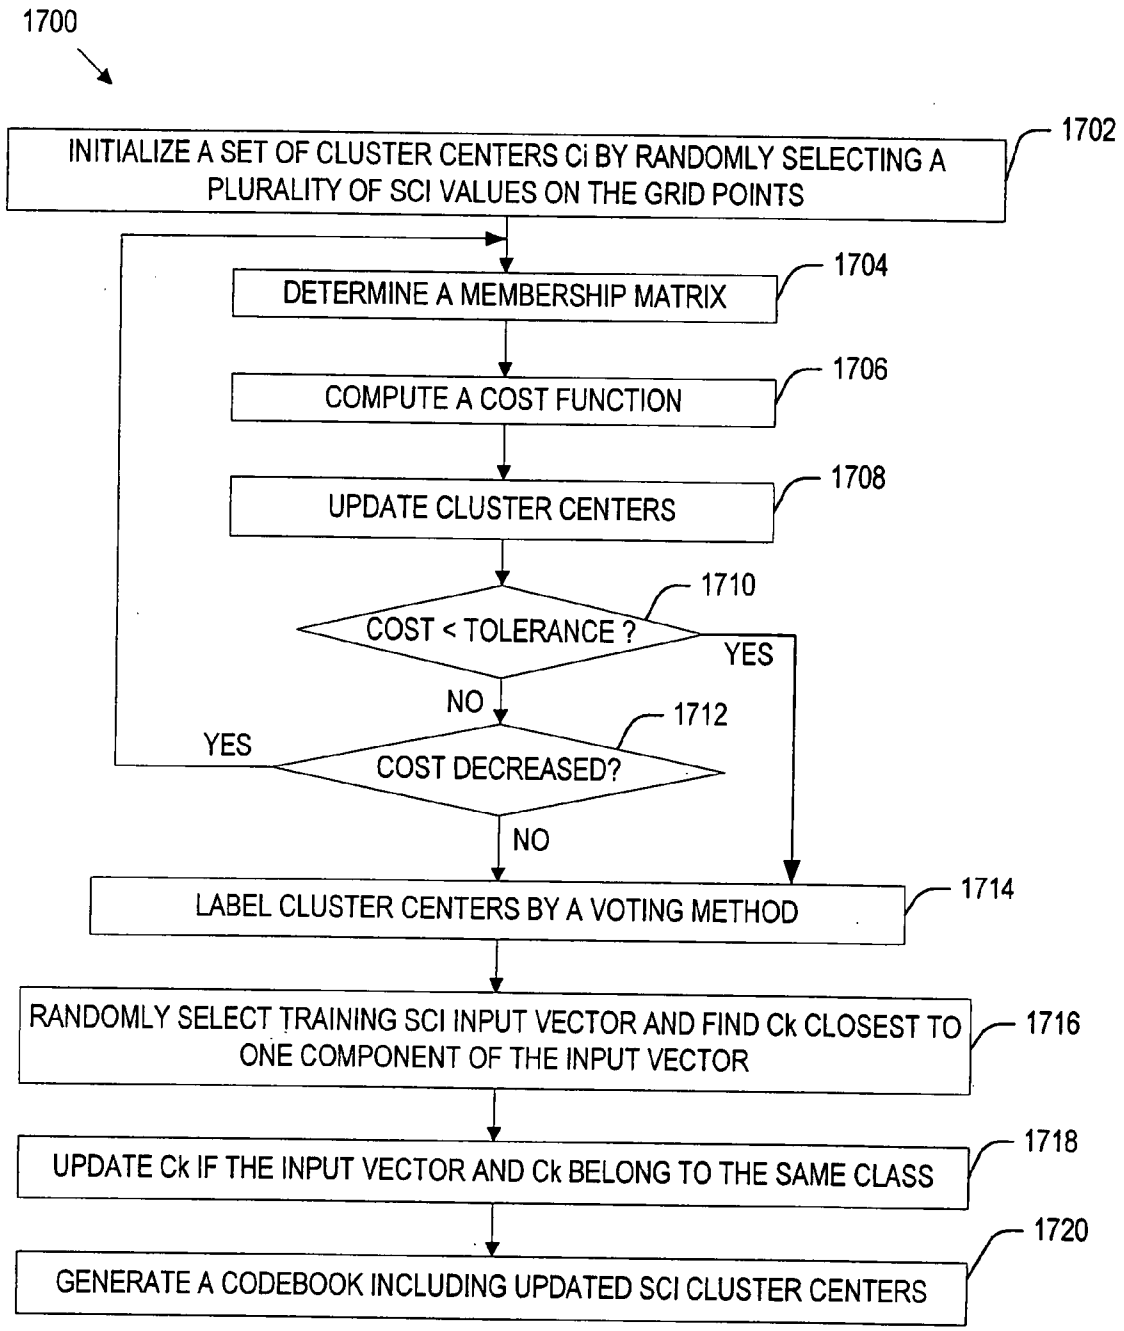 1700
1702
INITIALIZE A SET OF CLUSTER CENTERS Ci BY RANDOMLY SELECTING A
PLURALITY OF SCI VALUES ON THE GRID POINTS
1704
DETERMINE A MEMBERSHIP MATRIX
1706
COMPUTE A COST FUNCTION
1708
UPDATE CLUSTER CENTERS
1710
COST < TOLERANCE ?
YES
NO
1712
YES
COST DECREASED?
NO
1714
LABEL CLUSTER CENTERS BY A VOTING METHOD
1716
RANDOMLY SELECT TRAINING SCI INPUT VECTOR AND FIND Ck CLOSEST TO
ONE COMPONENT OF THE INPUT VECTOR
1718
UPDATE Ck IF THE INPUT VECTOR AND Ck BELONG TO THE SAME CLASS
1720
GENERATE A CODEBOOK INCLUDING UPDATED SCI CLUSTER CENTERS